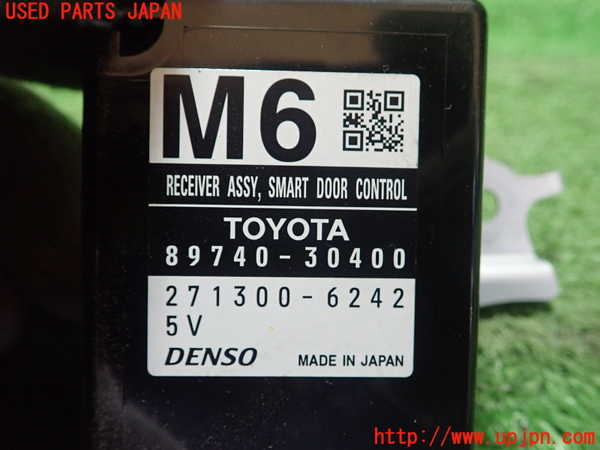 USED PARTS JAPAN
M6
RECEIVER ASSY, SMART DOOR CONTROL
TOYOTA
89740-30400
271300-6242
5V
DENSO MADE IN JAPAN
http://www.upjpn.com/